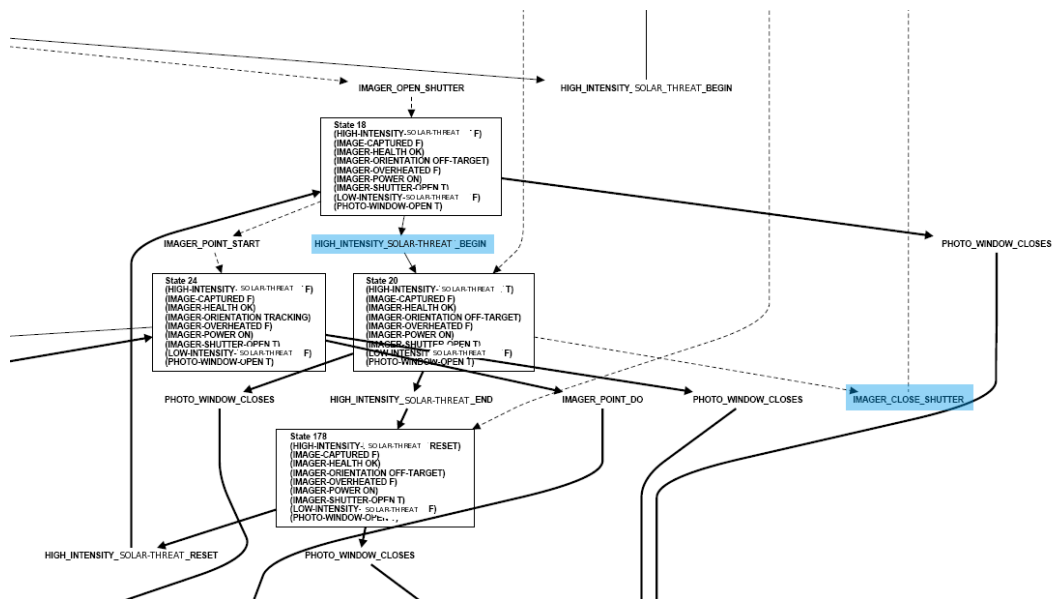 IMAGER_OPEN_SHUTTER
HIGH_INTENSITY_SOLAR_THREAT_BEGIN
State 18
(HIGH-INTENSITY-SOLAR-THREAT F)
(IMAGE-CAPTURED F)
(IMAGER-HEALTH OK)
(IMAGER-ORIENTATION OFF-TARGET)
(IMAGER-OVERHEATED F)
(IMAGER-POWER ON)
(IMAGER-SHUTTER-OPEN T)
(LOW-INTENSITY-SOLAR-THREAT F)
(PHOTO-WINDOW-OPEN T)
IMAGER_POINT_START
HIGH_INTENSITY_SOLAR-THREAT_BEGIN
PHOTO_WINDOW_CLOSES
State 24
(HIGH-INTENSITY-SOLAR-THREAT F)
(IMAGE-CAPTURED F)
(IMAGER-HEALTH OK)
(IMAGER-ORIENTATION TRACKING)
(IMAGER-OVERHEATED F)
(IMAGER-POWER ON)
(IMAGER-SHUTTER-OPEN T)
(LOW-INTENSITY-SOLAR-THREAT F)
(PHOTO-WINDOW-OPEN T)
State 20
(HIGH-INTENSITY-SOLAR-THREAT T)
(IMAGE-CAPTURED F)
(IMAGER-HEALTH OK)
(IMAGER-ORIENTATION OFF-TARGET)
(IMAGER-OVERHEATED F)
(IMAGER-POWER ON)
(IMAGER-SHUTTER-OPEN T)
(LOW-INTENSITY-SOLAR-THREAT F)
(PHOTO-WINDOW-OPEN T)
PHOTO_WINDOW_CLOSES
HIGH_INTENSITY_SOLAR-THREAT_END
IMAGER_POINT_DO
PHOTO_WINDOW_CLOSES
IMAGER_CLOSE_SHUTTER
State 178
(HIGH-INTENSITY-SOLAR-THREAT RESET)
(IMAGE-CAPTURED F)
(IMAGER-HEALTH OK)
(IMAGER-ORIENTATION OFF-TARGET)
(IMAGER-OVERHEATED F)
(IMAGER-POWER ON)
(IMAGER-SHUTTER-OPEN T)
(LOW-INTENSITY-SOLAR-THREAT F)
(PHOTO-WINDOW-OPEN T)
HIGH_INTENSITY_SOLAR-THREAT_RESET
PHOTO_WINDOW_CLOSES